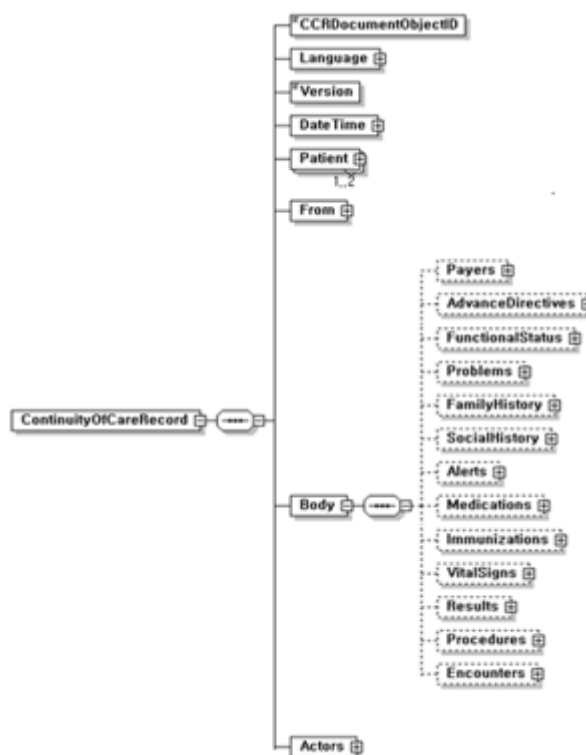 CCRDocumentObjectID
Language
Version
DateTime
Patient
1..2
From
Payers
AdvanceDirectives
FunctionalStatus
Problems
FamilyHistory
ContinuityOfCareRecord
SocialHistory
Alerts
Body
Medications
Immunizations
VitalSigns
Results
Procedures
Encounters
Actors